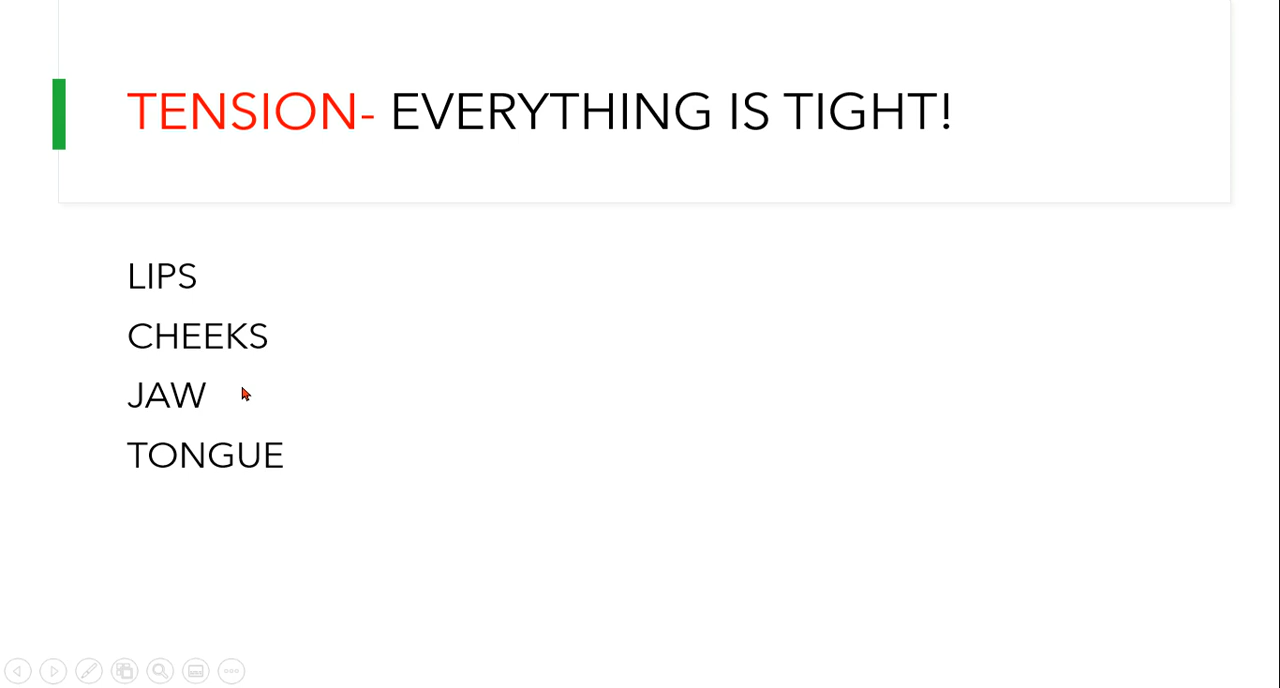 TENSION- EVERYTHING IS TIGHT!
LIPS
CHEEKS
JAW
TONGUE